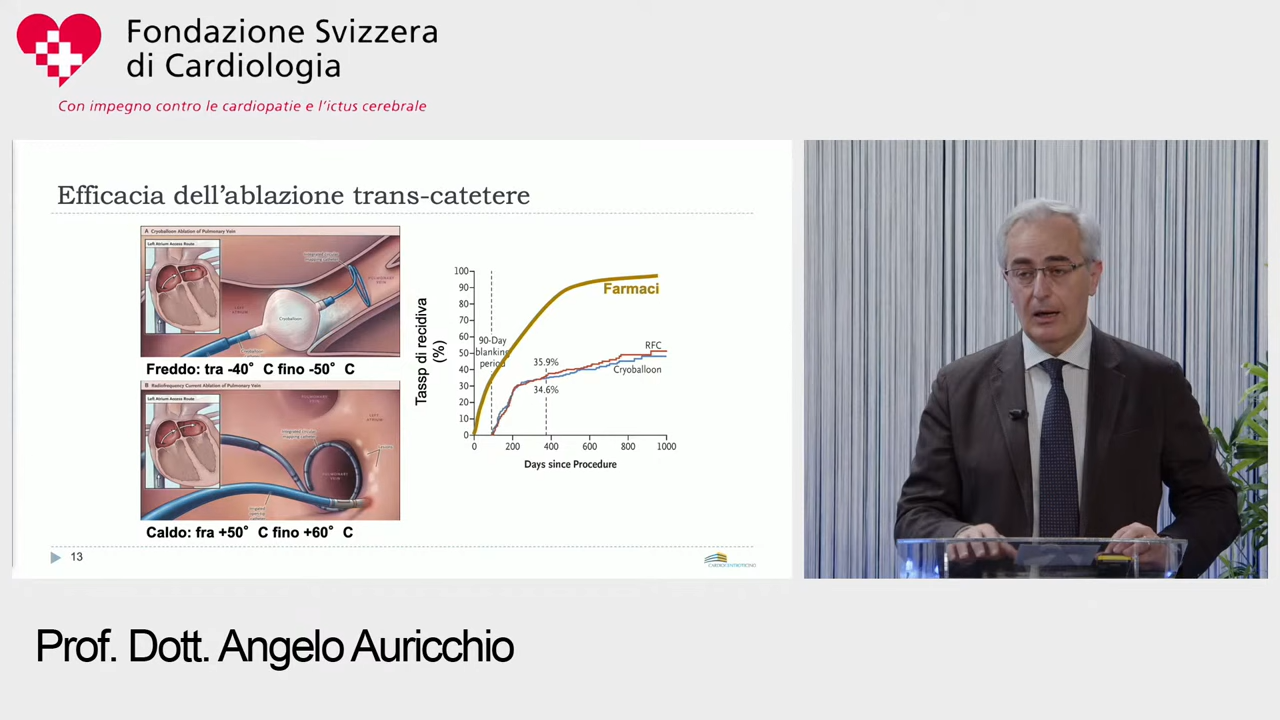 Fondazione Svizzera
di Cardiologia
Con impegno contro le cardiopatie e l'ictus cerebrale
Efficacia dell'ablazione trans-catetere
A Cryoballoon Ablation of Pulmonary Vein
Left Atrium Access Route
Cryoballoon
Freddo: tra -40° C fino -50° C
B Radiofrequency Current Ablation of Pulmonary Vein
Left Atrium Access Route
Caldo: fra +50° C fino +60° C
Tassp di recidiva
(%)
100
90
80
70
60
50
40
30
20
10
0
90-Day
blanking
period
Farmaci
RFC
35.9%
Cryoballoon
34.6%
0 200 400 600 800 1000
Days since Procedure
13
CARDIOCENTROTICINO
Prof. Dott. Angelo Auricchio